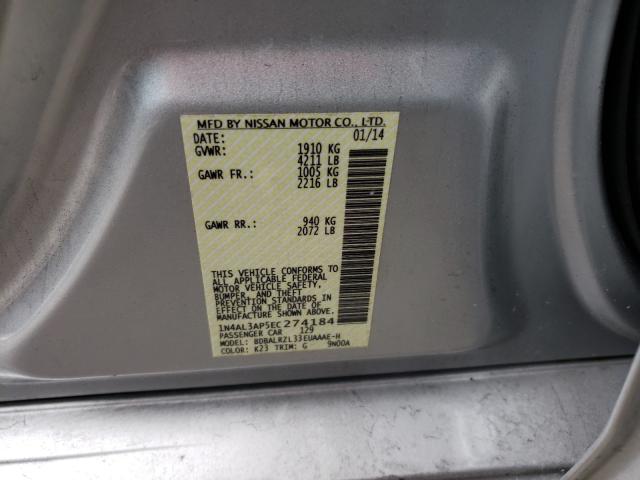 MFD BY NISSAN MOTOR CO., LTD.
DATE: 01/14
GVWR: 1910 KG
4211 LB
GAWR FR.: 1005 KG
2216 LB
GAWR RR.: 940 KG
2072 LB
THIS VEHICLE CONFORMS TO
ALL APPLICABLE FEDERAL
MOTOR VEHICLE SAFETY,
BUMPER, AND THEFT
PREVENTION STANDARDS IN
EFFECT ON THE DATE OF
MANUFACTURE SHOWN ABOVE.
1N4AL3AP5EC274184
PASSENGER CAR 129
MODEL: BDBALRZL33EUAAAE-H
COLOR: K23 TRIM: G 9N00A